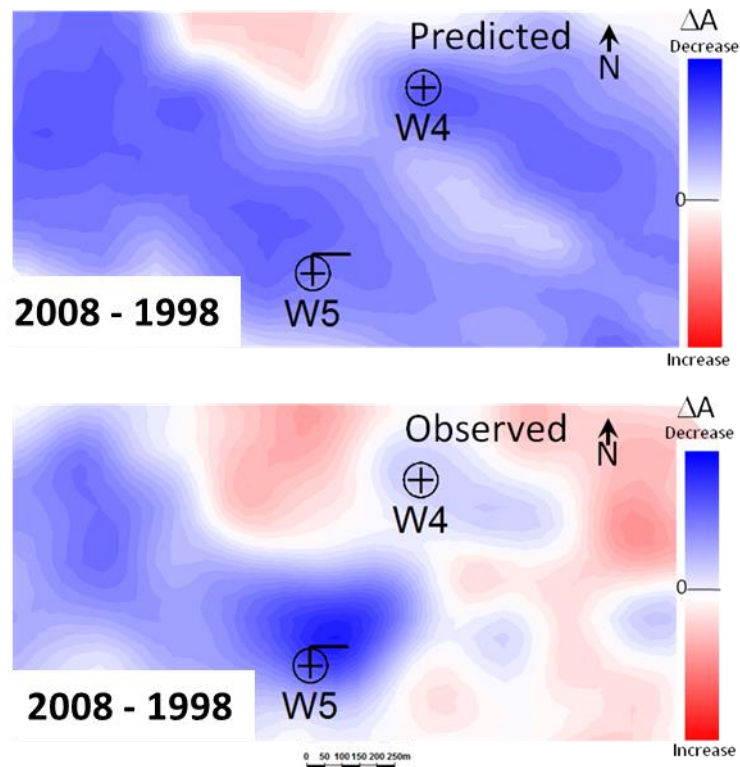 Predicted
N
ΔA
Decrease
W4
0
W5
2008 - 1998
Increase
Observed
N
ΔA
Decrease
W4
0
W5
2008 - 1998
Increase
0 50 100 150 200 250m